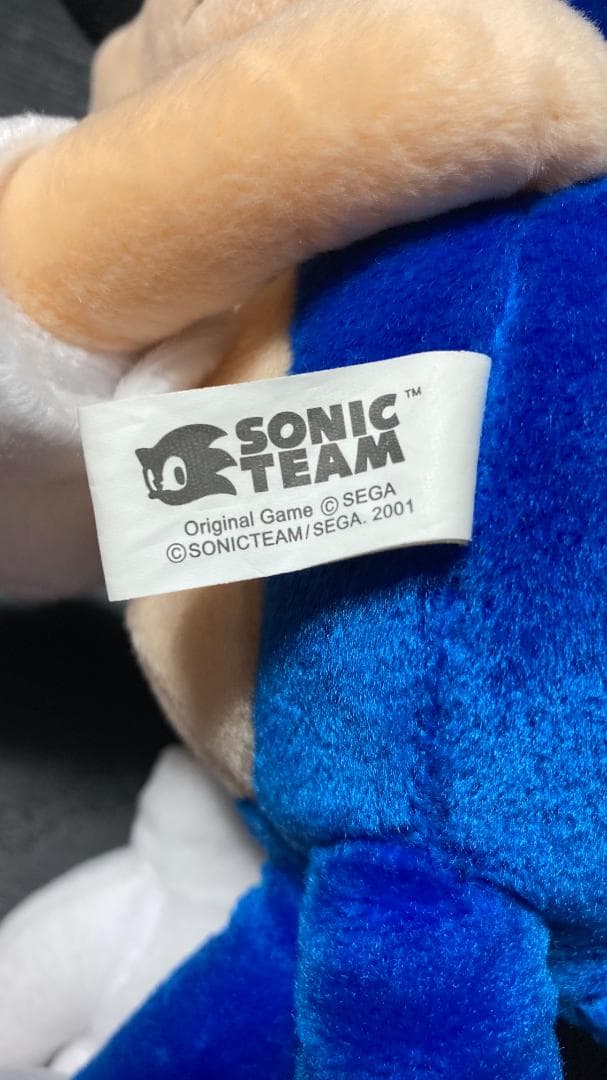 SONIC™
TEAM
Original Game © SEGA
©SONICTEAM/SEGA. 2001